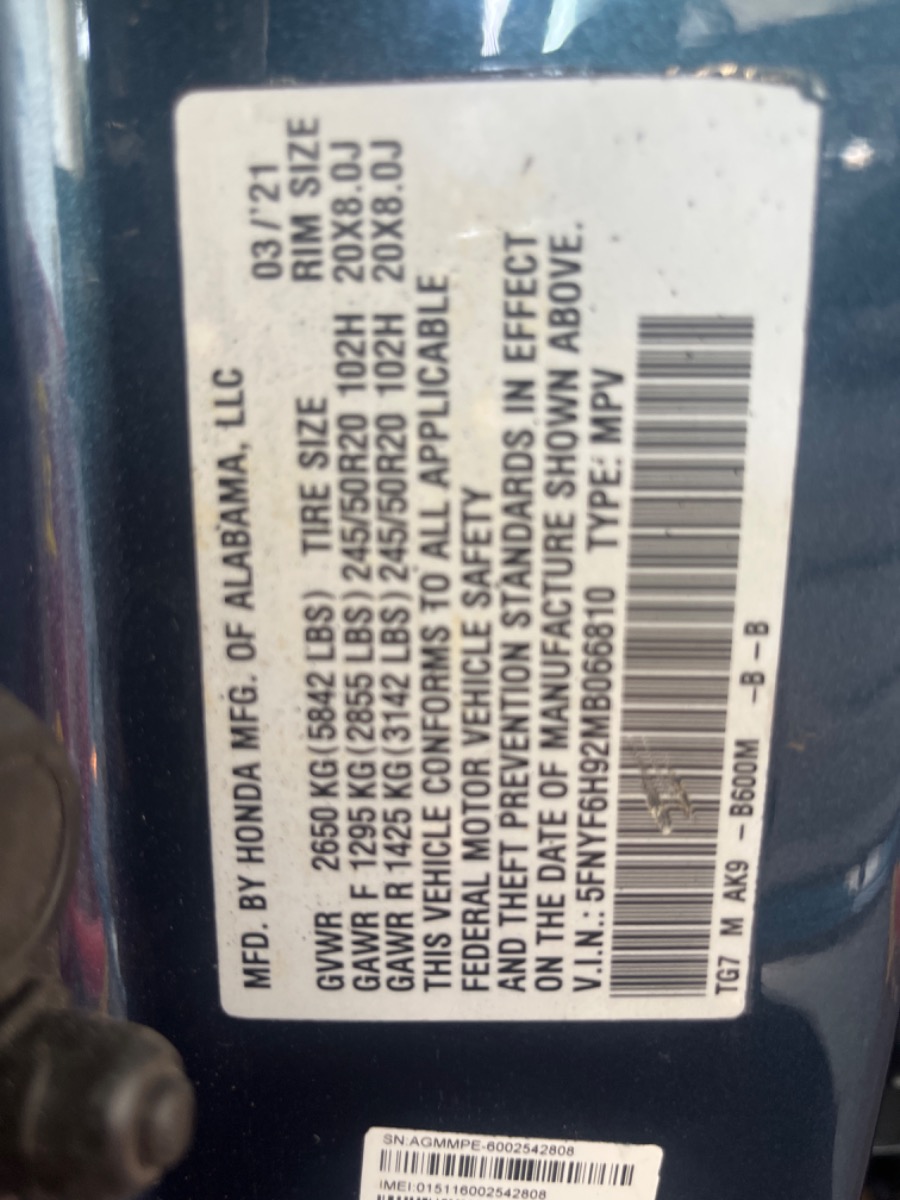 MFD. BY HONDA MFG. OF ALABAMA, LLC 03/'21
TIRE SIZE RIM SIZE
GVWR 2650 KG(5842 LBS)
GAWR F 1295 KG(2855 LBS) 245/50R20 102H 20X8.0J
GAWR R 1425 KG(3142 LBS) 245/50R20 102H 20X8.0J
THIS VEHICLE CONFORMS TO ALL APPLICABLE
FEDERAL MOTOR VEHICLE SAFETY
AND THEFT PREVENTION STANDARDS IN EFFECT
ON THE DATE OF MANUFACTURE SHOWN ABOVE.
V.I.N.: 5FNYF6H92MB066810 TYPE: MPV
TG7 M AK9 -B600M -B -B
SN:AGMMPE-6002542808
IMEI:015116002542808